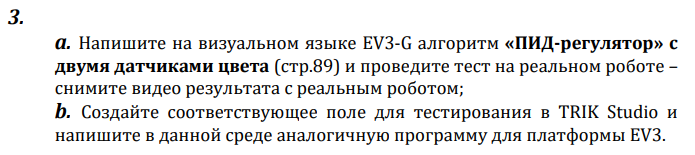 3.
a. Напишите на визуальном языке EV3-G алгоритм «ПИД-регулятор» с
двумя датчиками цвета (стр.89) и проведите тест на реальном роботе –
снимите видео результата с реальным роботом;
b. Создайте соответствующее поле для тестирования в TRIK Studio и
напишите в данной среде аналогичную программу для платформы EV3.